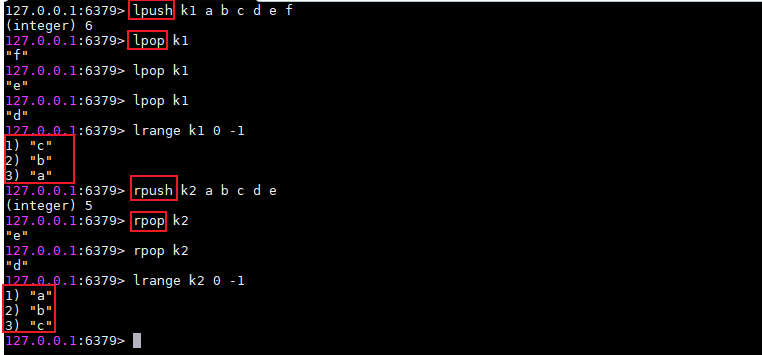 127.0.0.1:6379> lpush k1 a b c d e f
(integer) 6
127.0.0.1:6379> lpop k1
"f"
127.0.0.1:6379> lpop k1
"e"
127.0.0.1:6379> lpop k1
"d"
127.0.0.1:6379> lrange k1 0 -1
1) "c"
2) "b"
3) "a"
127.0.0.1:6379> rpush k2 a b c d e
(integer) 5
127.0.0.1:6379> rpop k2
"e"
127.0.0.1:6379> rpop k2
"d"
127.0.0.1:6379> lrange k2 0 -1
1) "a"
2) "b"
3) "c"
127.0.0.1:6379>